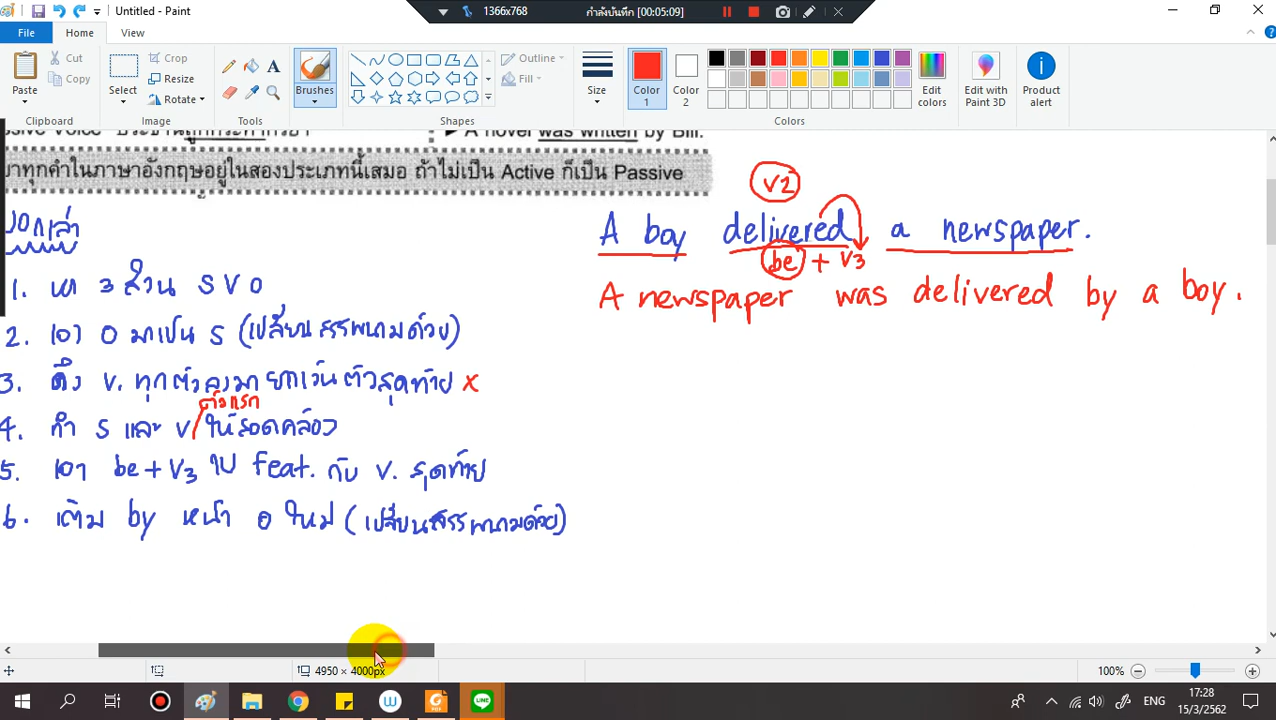 Untitled - Paint
1366x768
กำลังบันทึก [00:05:09]
File Home View
Paste
Cut
Copy
Clipboard
Select
Crop
Resize
Rotate
Image
Tools
Brushes
Shapes
Outline
Fill
Size
Color 1
Color 2
Edit colors
Colors
Edit with Paint 3D
Product alert
A novel was written by Bill.
ทุกคำในภาษาอังกฤษอยู่ในสองประเภทนี้เสมอ ถ้าไม่เป็น Active ก็เป็น Passive
v2
A boy delivered a newspaper.
be + v3
A newspaper was delivered by a boy.
บอกเล่า
1. หา 3 ส่วน S V O
2. เอา O มาเป็น S (เปลี่ยนสรรพนามด้วย)
3. ดึง v. ทุกตัวลงมา ยกเว้น ตัวสุดท้าย x
ตัวแรก
4. ทำ S และ V / ให้สอดคล้อง
5. เอา be + V3 ไป feat. กับ v. สุดท้าย
6. เติม by หน้า O ใหม่ (เปลี่ยนสรรพนามด้วย)
4950 × 4000px
100%
ENG
17:28
15/3/2562